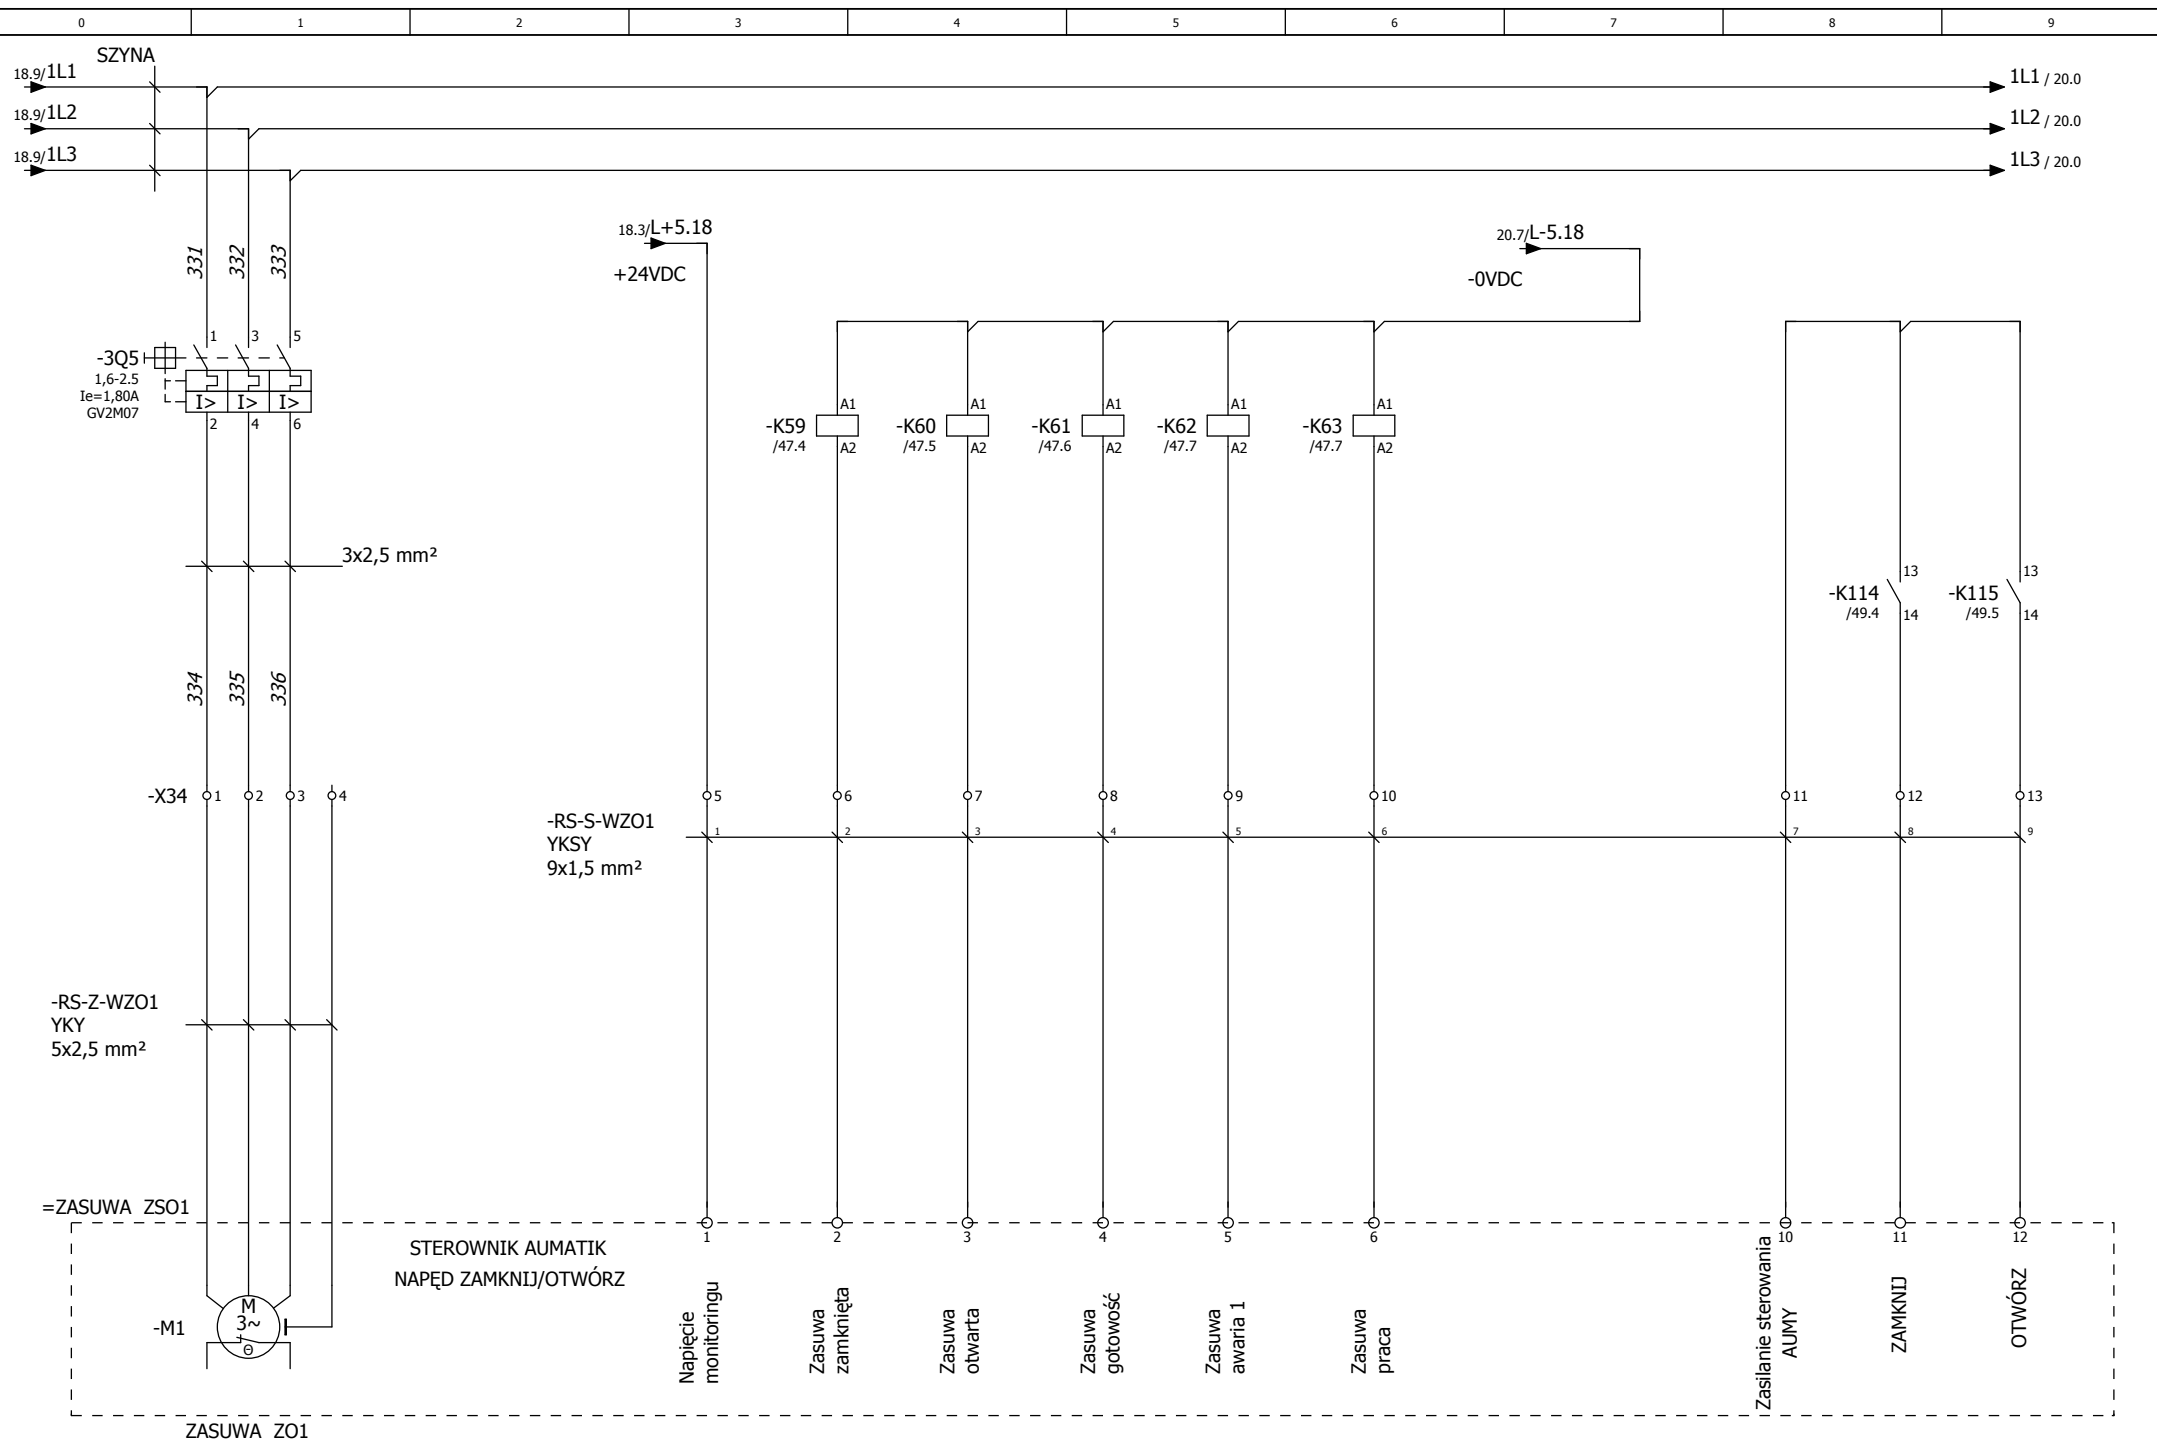 0 1 2 3 4 5 6 7 8 9
SZYNA
18.9/1L1
1L1 / 20.0
18.9/1L2
1L2 / 20.0
18.9/1L3
1L3 / 20.0
18.3/L+5.18
20.7/L-5.18
+24VDC
-0VDC
331 332 333
1 3 5
-3Q5
1,6-2.5
Ie=1,80A
GV2M07
I> I> I>
2 4 6
A1 A1 A1 A1 A1
-K59 -K60 -K61 -K62 -K63
/47.4 /47.5 /47.6 /47.7 /47.7
A2 A2 A2 A2 A2
3x2,5 mm²
13 13
-K114 -K115
/49.4 /49.5
14 14
334 335 336
-X34 1 2 3 4 5 6 7 8 9 10 11 12 13
-RS-S-WZO1
YKSY
9x1,5 mm²
1 2 3 4 5 6 7 8 9
-RS-Z-WZO1
YKY
5x2,5 mm²
=ZASUWA ZSO1
1 2 3 4 5 6 10 11 12
STEROWNIK AUMATIK
NAPĘD ZAMKNIJ/OTWÓRZ
-M1
M
3~
Θ
Napięcie
monitoringu
Zasuwa
zamknięta
Zasuwa
otwarta
Zasuwa
gotowość
Zasuwa
awaria 1
Zasuwa
praca
Zasilanie sterowania
AUMY
ZAMKNIJ
OTWÓRZ
ZASUWA ZO1